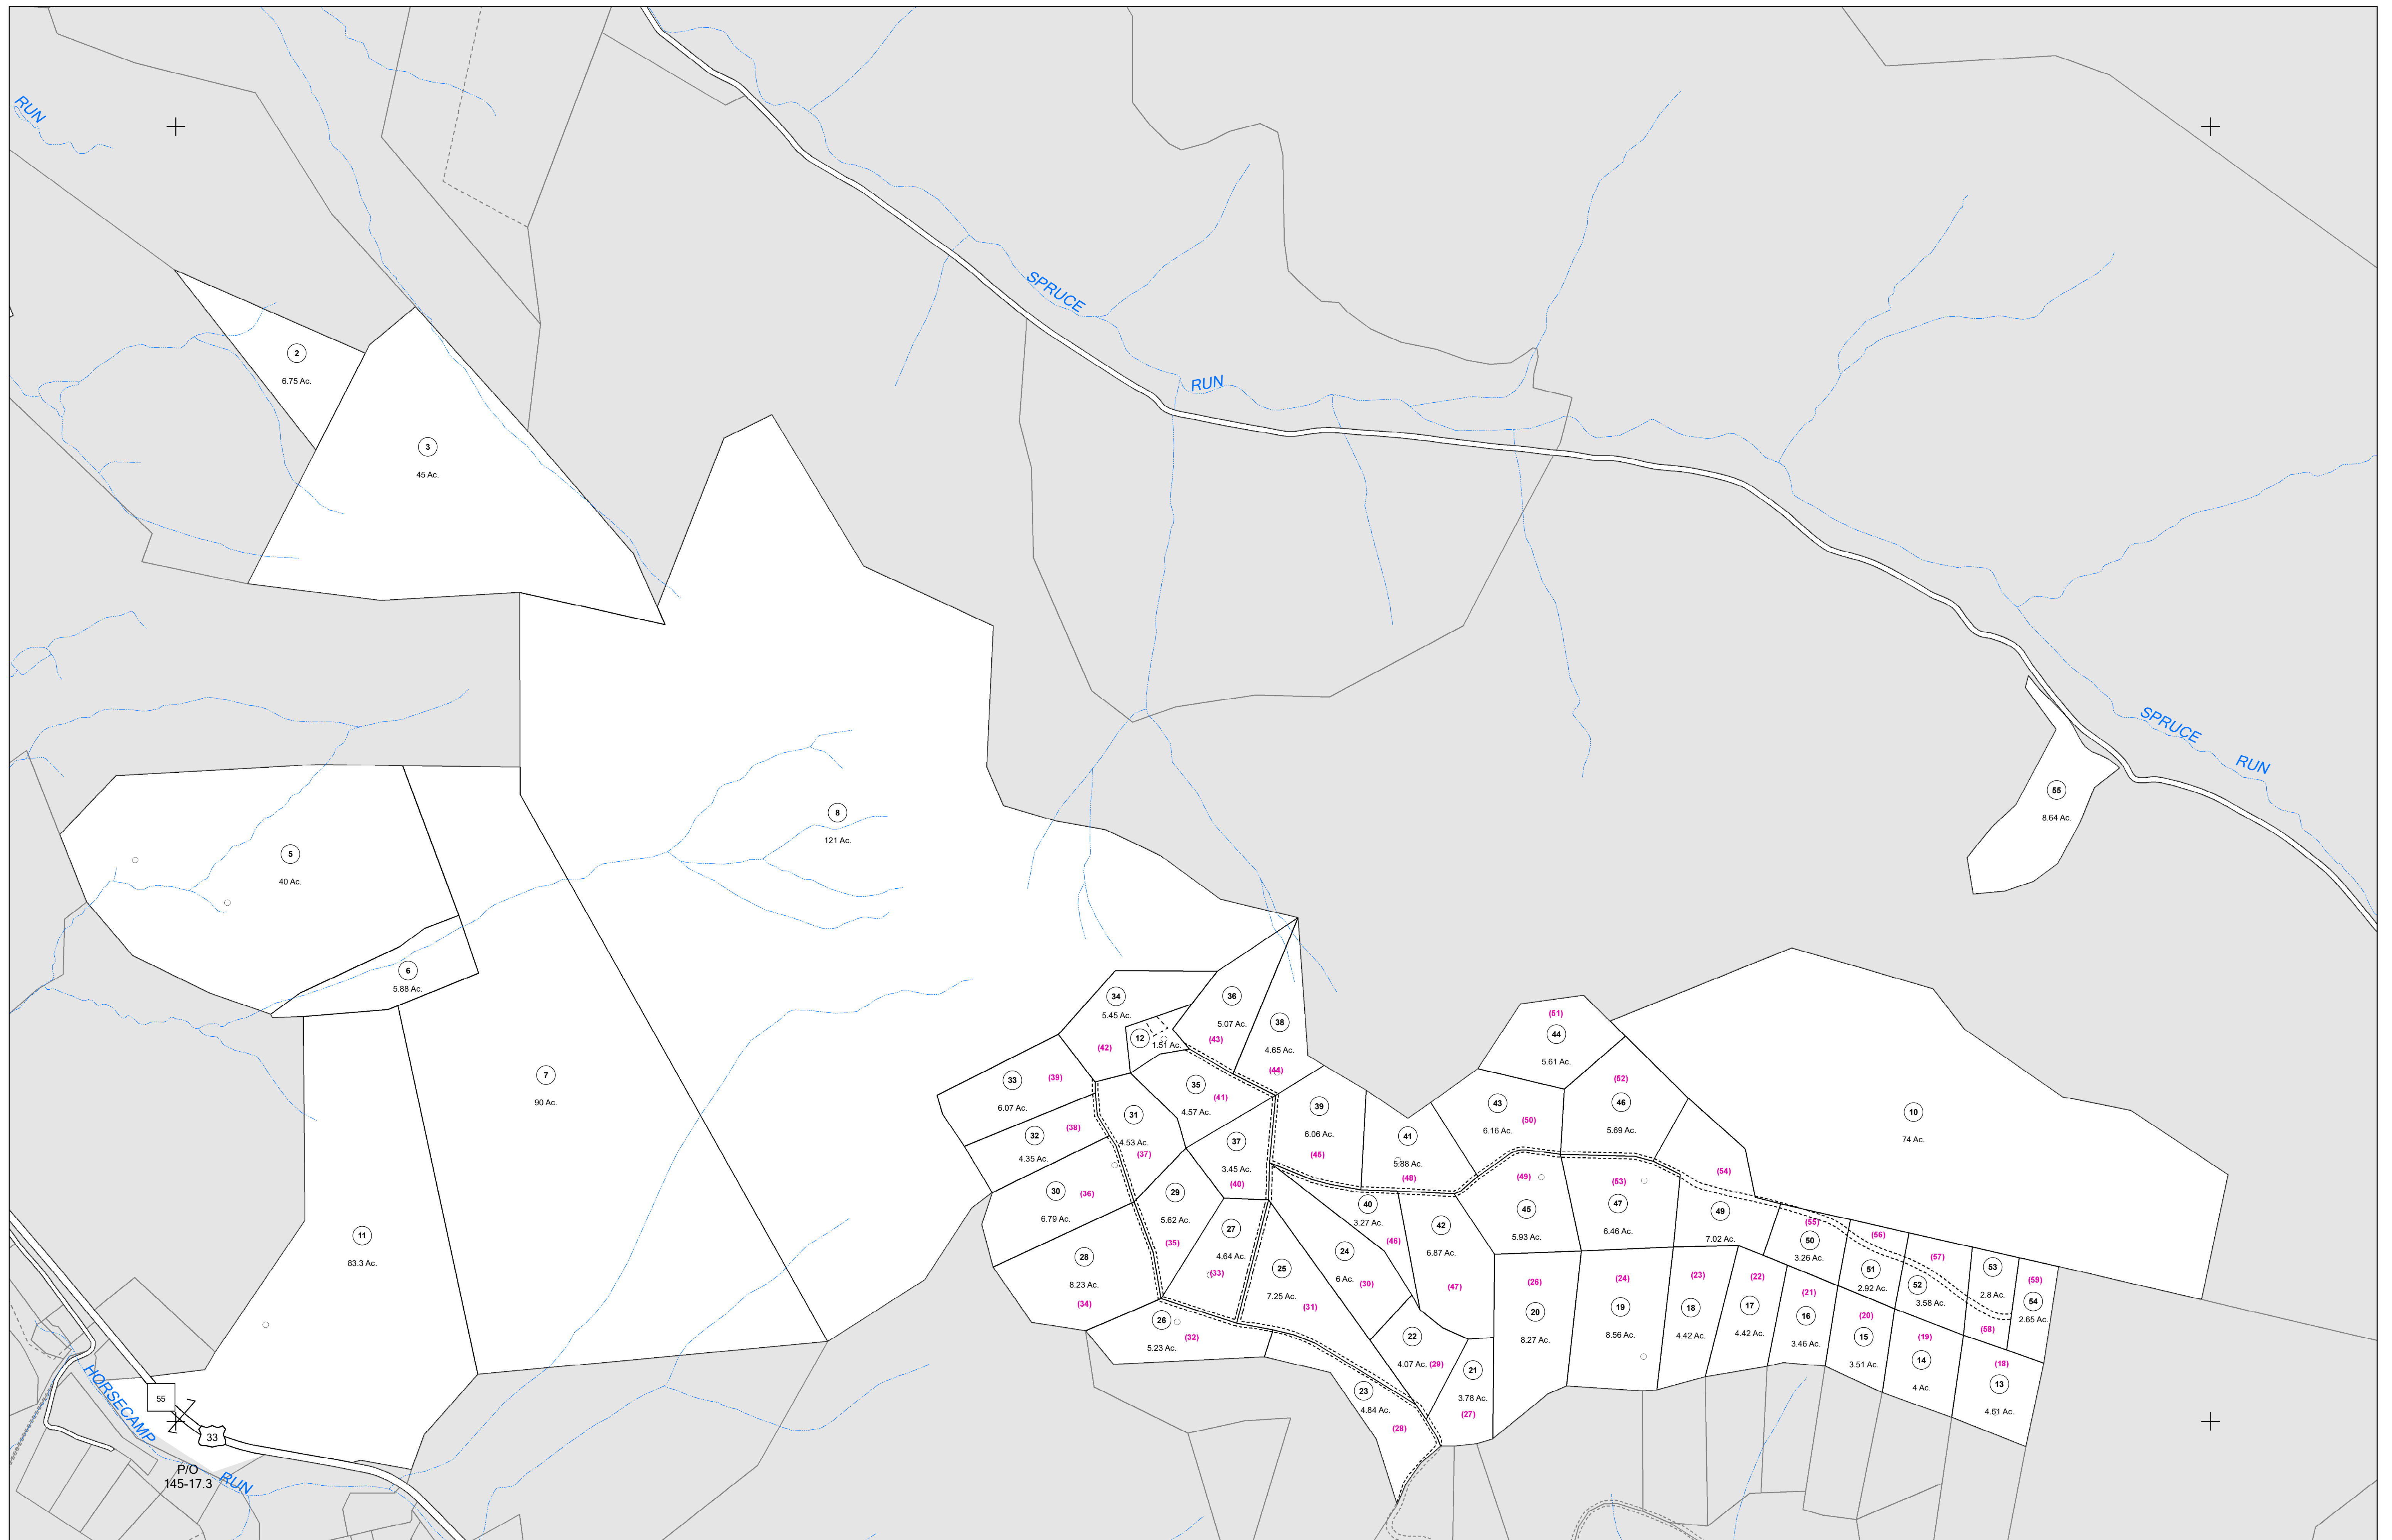 RUN
SPRUCE
RUN
2
6.75 Ac.
3
45 Ac.
SPRUCE
RUN
55
8.64 Ac.
8
121 Ac.
5
40 Ac.
6
5.88 Ac.
7
90 Ac.
11
83.3 Ac.
10
74 Ac.
34
5.45 Ac.
(42)
12
1.51 Ac.
36
5.07 Ac.
(43)
38
4.65 Ac.
(44)
33
(39)
6.07 Ac.
35
(41)
4.57 Ac.
32
(38)
4.35 Ac.
31
4.53 Ac.
(37)
37
3.45 Ac.
(40)
39
6.06 Ac.
(45)
41
5.88 Ac.
(48)
43
6.16 Ac.
(50)
(51)
44
5.61 Ac.
(52)
46
5.69 Ac.
30
(36)
6.79 Ac.
29
5.62 Ac.
(35)
27
4.64 Ac.
(33)
28
8.23 Ac.
(34)
26
(32)
5.23 Ac.
25
7.25 Ac.
(31)
24
6 Ac.
(30)
40
3.27 Ac.
(46)
42
6.87 Ac.
(47)
(49)
45
5.93 Ac.
(53)
47
6.46 Ac.
(54)
49
7.02 Ac.
(55)
50
3.26 Ac.
(56)
51
2.92 Ac.
(57)
52
3.58 Ac.
53
2.8 Ac.
(58)
(59)
54
2.65 Ac.
22
4.07 Ac.
(29)
21
3.78 Ac.
(27)
23
4.84 Ac.
(28)
(26)
20
8.27 Ac.
(24)
19
8.56 Ac.
(23)
18
4.42 Ac.
(22)
17
4.42 Ac.
(21)
16
3.46 Ac.
(20)
15
3.51 Ac.
(19)
14
4 Ac.
(18)
13
4.51 Ac.
55
33
HORSECAMP
RUN
P/O
145-17.3